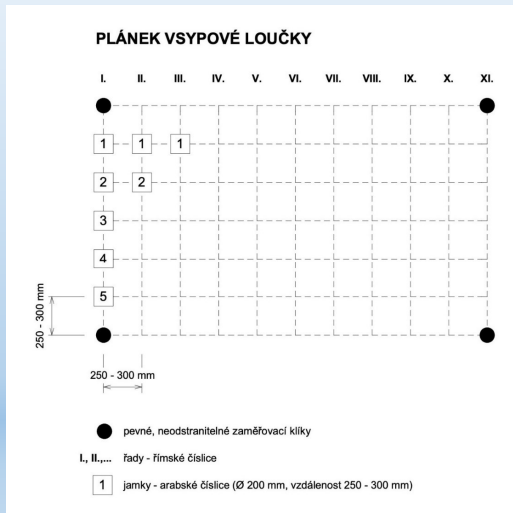 PLÁNEK VSYPOVÉ LOUČKY
I. II. III. IV. V. VI. VII. VIII. IX. X. XI.
1 1 1
2 2
3
4
5
250 - 300 mm
250 - 300 mm
pevné, neodstranitelné zaměřovací klíky
I., II.,... řady - římské číslice
1 jamky - arabské číslice (Ø 200 mm, vzdálenost 250 - 300 mm)